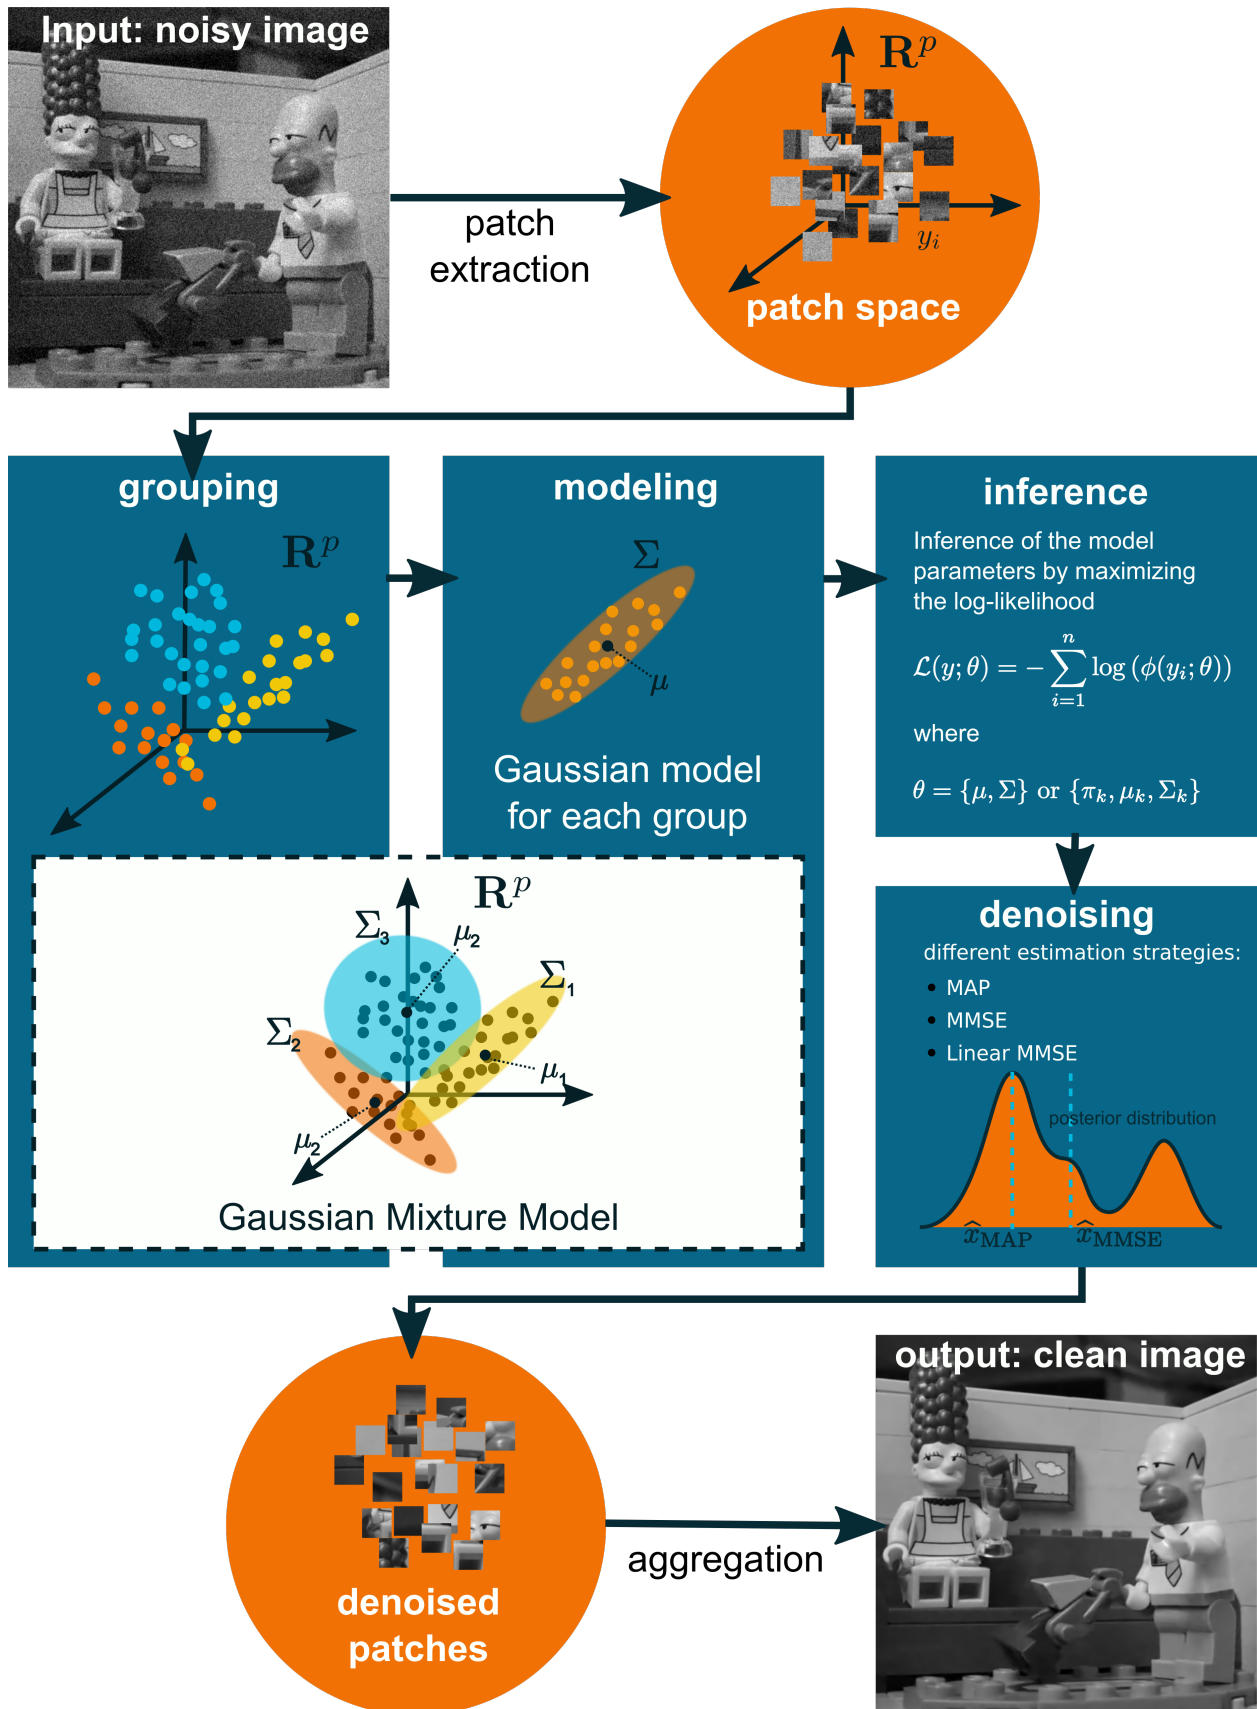 Input: noisy image
R^p
y_i
patch space
patch
extraction
grouping
R^p
modeling
Σ
μ
Gaussian model
for each group
inference
Inference of the model
parameters by maximizing
the log-likelihood
ℒ(y; θ) = − ∑_{i=1}^{n} log (ϕ(y_i; θ))
where
θ = {μ, Σ} or {π_k, μ_k, Σ_k}
R^p
Σ_3
μ_2
Σ_1
Σ_2
μ_1
μ_2
Gaussian Mixture Model
denoising
different estimation strategies:
• MAP
• MMSE
• Linear MMSE
posterior distribution
x̂_MAP
x̂_MMSE
denoised
patches
aggregation
output: clean image